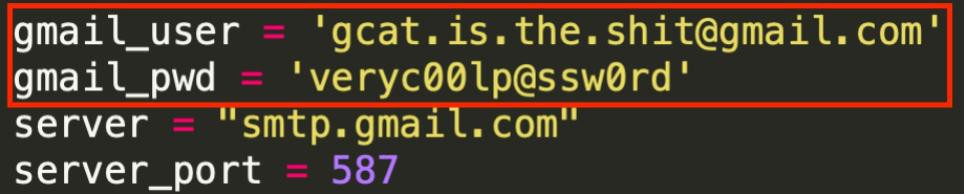 gmail_user = 'gcat.is.the.shit@gmail.com'
gmail_pwd = 'veryc00lp@ssw0rd'
server = "smtp.gmail.com"
server_port = 587